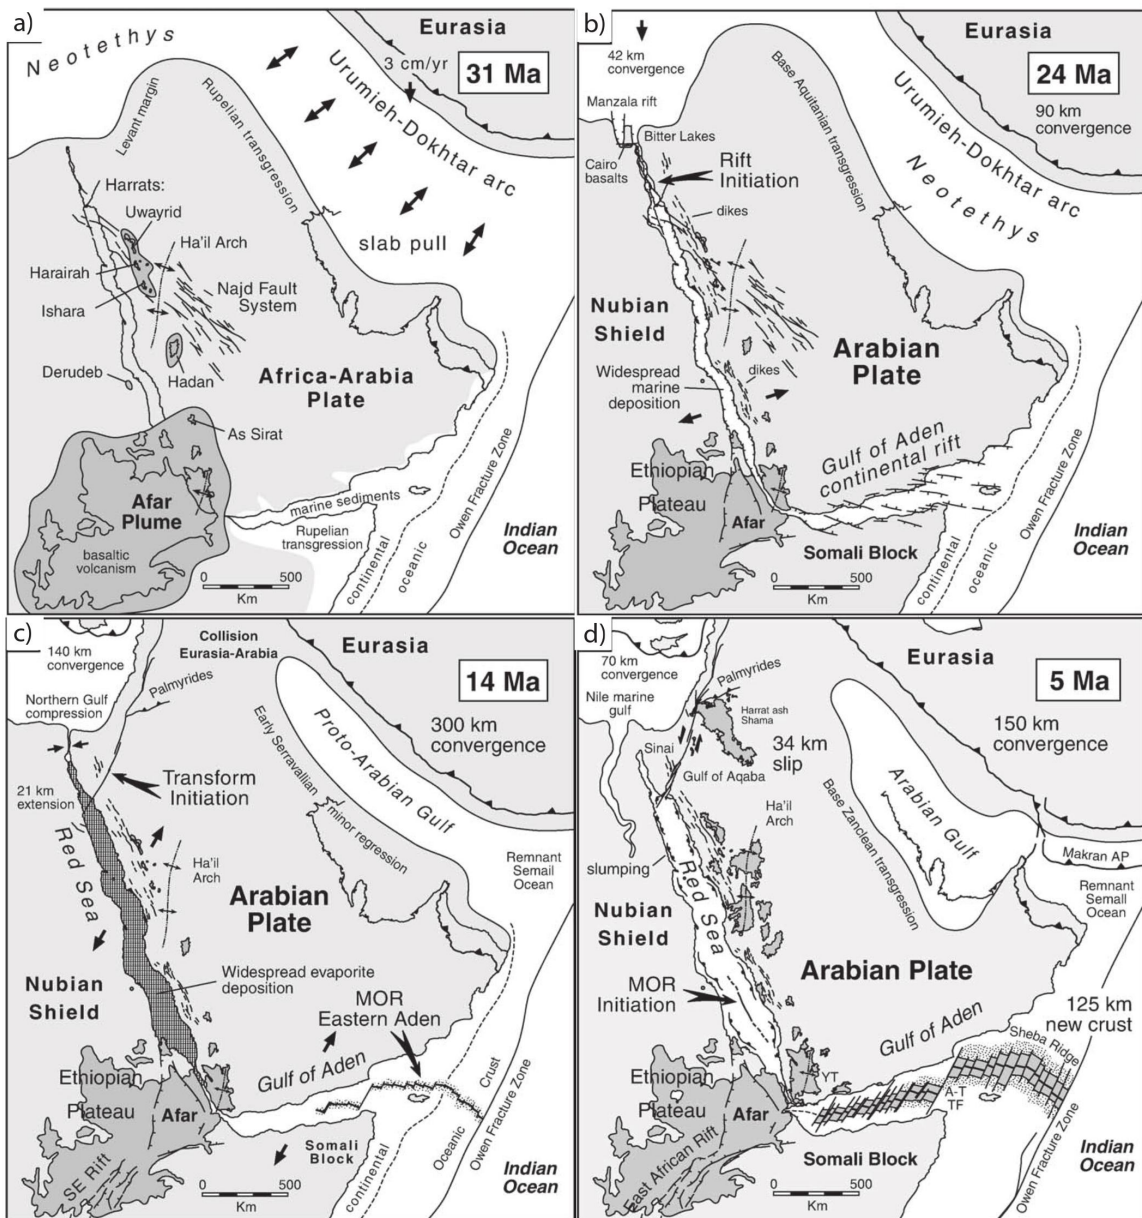 a)
Neotethys
Eurasia
3 cm/yr
31 Ma
Levant margin
Rupelian transgression
Urumieh-Dokhtar arc
slab pull
Harrats:
Uwayrid
Ha'il Arch
Harairah
Ishara
Najd Fault
System
Derudeb
Hadan
Africa-Arabia
Plate
As Sirat
Afar
Plume
basaltic
volcanism
marine sediments
Rupelian
transgression
continental
oceanic
Owen Fracture Zone
Indian
Ocean
0
500
Km
b)
42 km
convergence
Eurasia
24 Ma
90 km
convergence
Manzala rift
Bitter Lakes
Cairo
basalts
Rift
Initiation
Base Aquitanian transgression
Urumieh-Dokhtar arc
Neotethys
dikes
Nubian
Shield
Arabian
Plate
Widespread
marine
deposition
dikes
Gulf of Aden
continental rift
Ethiopian
Plateau
Afar
Somali Block
continental
oceanic
Owen Fracture Zone
Indian
Ocean
0
500
Km
c)
140 km
convergence
Collision
Eurasia-Arabia
Eurasia
14 Ma
300 km
convergence
Northern Gulf
compression
Palmyrides
Proto-Arabian Gulf
Early Serravallian
minor regression
21 km
extension
Transform
Initiation
Red Sea
Ha'il
Arch
Remnant
Semail
Ocean
Arabian
Plate
Nubian
Shield
Widespread evaporite
deposition
MOR
Eastern Aden
Gulf of Aden
Ethiopian
Plateau
Afar
SE Rift
Somali
Block
continental
Oceanic
Crust
Owen Fracture Zone
Indian
Ocean
0
500
Km
d)
70 km
convergence
Eurasia
5 Ma
150 km
convergence
Nile marine
gulf
Palmyrides
Harrat ash
Shama
Sinai
34 km
slip
Gulf of Aqaba
Arabian Gulf
Base Zanclean transgression
Ha'il
Arch
slumping
Red Sea
Makran AP
Remnant
Semail
Ocean
Nubian
Shield
Arabian Plate
MOR
Initiation
125 km
new crust
Gulf of Aden
Sheba Ridge
Ethiopian
Plateau
Afar
YT
A-T
TF
East African Rift
Somali Block
Owen Fracture Zone
Indian
Ocean
0
500
Km